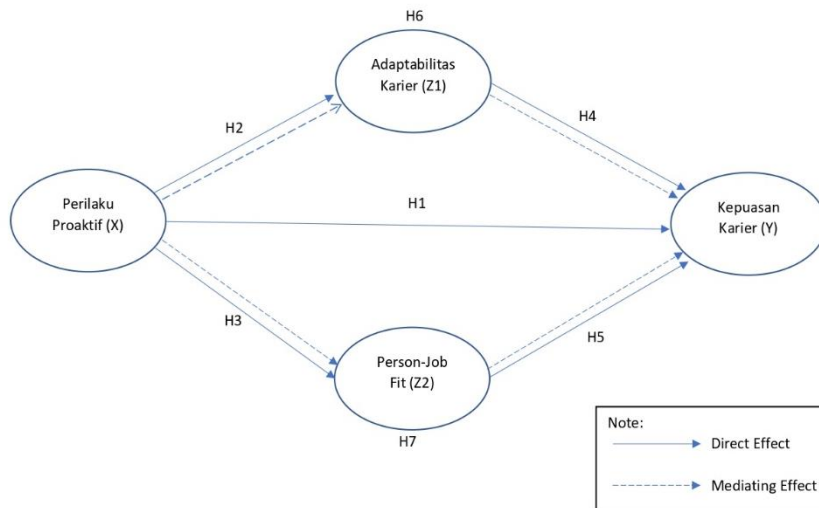 H6
Adaptabilitas
Karier (Z1)
H2
H4
Perilaku
Proaktif (X)
H1
Kepuasan
Karier (Y)
H3
H5
Person-Job
Fit (Z2)
H7
Note:
Direct Effect
Mediating Effect